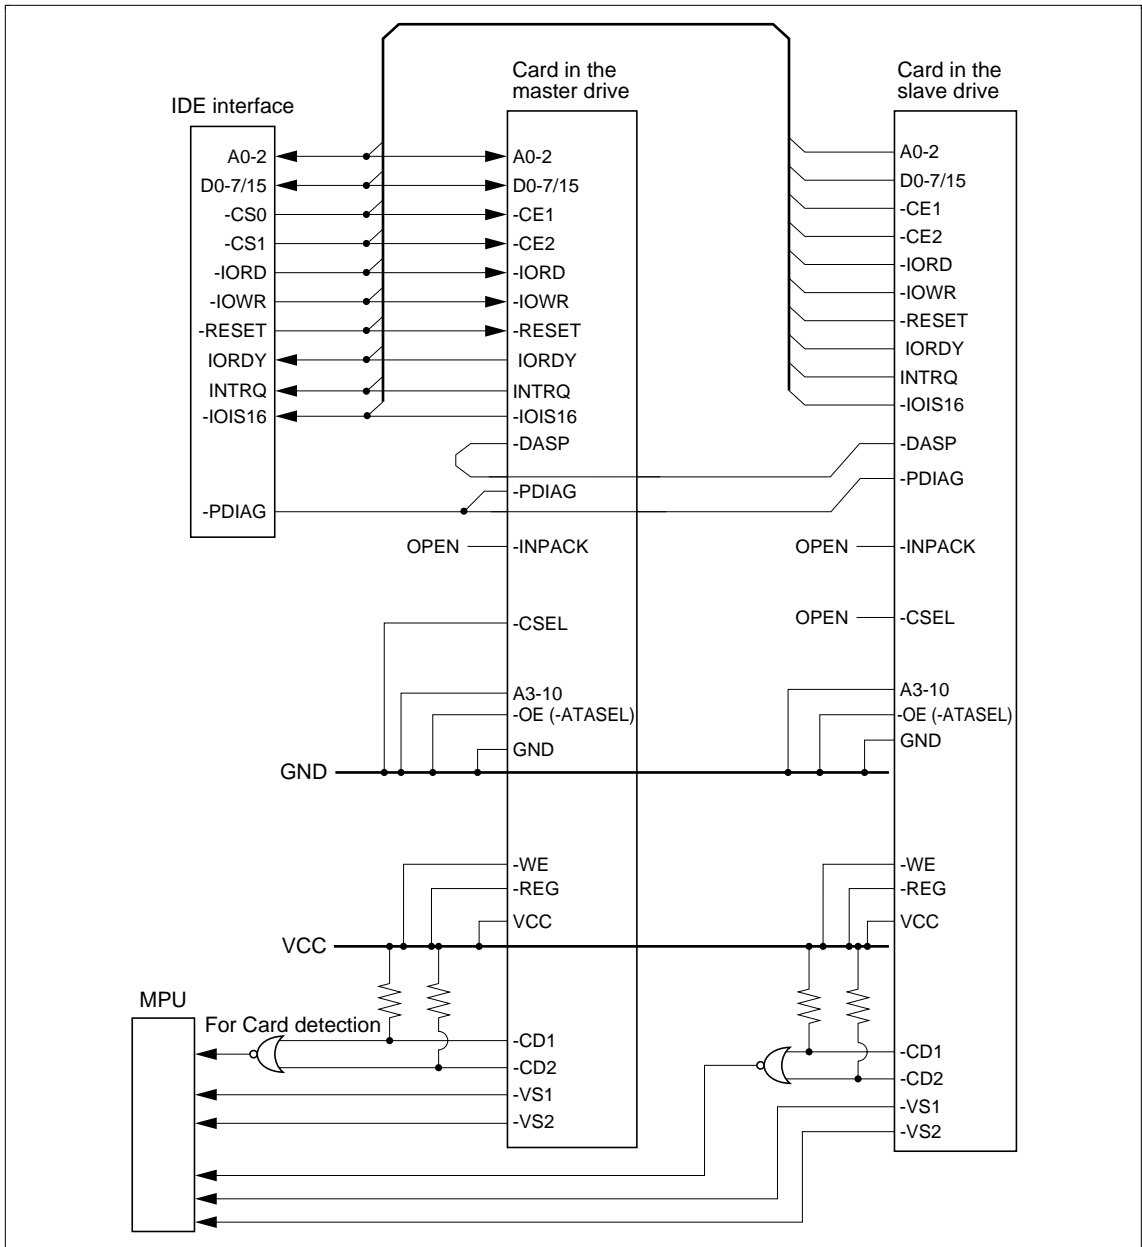 Card in the
master drive
Card in the
slave drive
IDE interface
A0-2
D0-7/15
-CS0
-CS1
-IORD
-IOWR
-RESET
IORDY
INTRQ
-IOIS16
-PDIAG
A0-2
D0-7/15
-CE1
-CE2
-IORD
-IOWR
-RESET
IORDY
INTRQ
-IOIS16
-DASP
-PDIAG
OPEN
-INPACK
-CSEL
A3-10
-OE (-ATASEL)
GND
GND
-WE
-REG
VCC
VCC
-CD1
-CD2
-VS1
-VS2
A0-2
D0-7/15
-CE1
-CE2
-IORD
-IOWR
-RESET
IORDY
INTRQ
-IOIS16
-DASP
-PDIAG
OPEN
-INPACK
OPEN
-CSEL
A3-10
-OE (-ATASEL)
GND
-WE
-REG
VCC
-CD1
-CD2
-VS1
-VS2
MPU
For Card detection